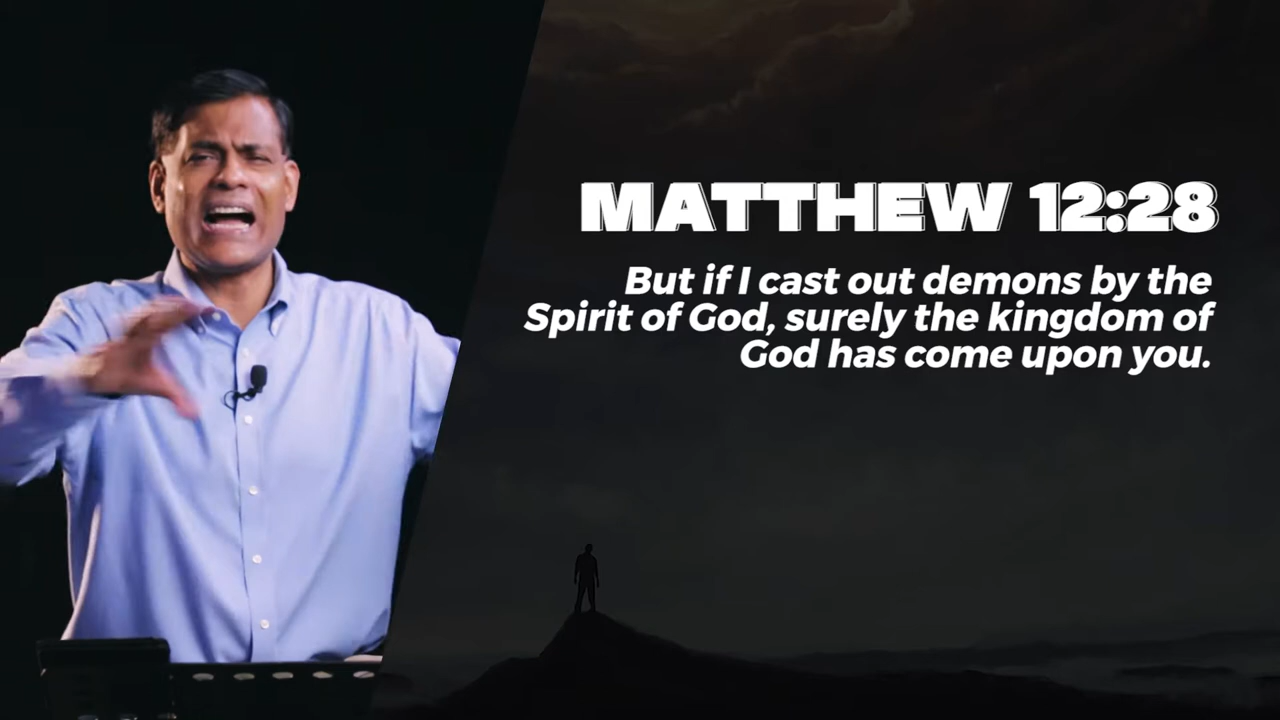 MATTHEW 12:28
But if I cast out demons by the
Spirit of God, surely the kingdom of
God has come upon you.